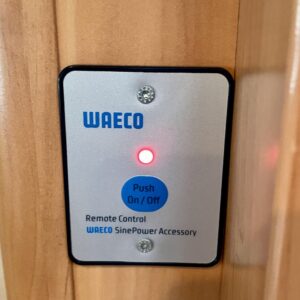 WAECO
Push
On / Off
Remote Control
WAECO SinePower Accessory